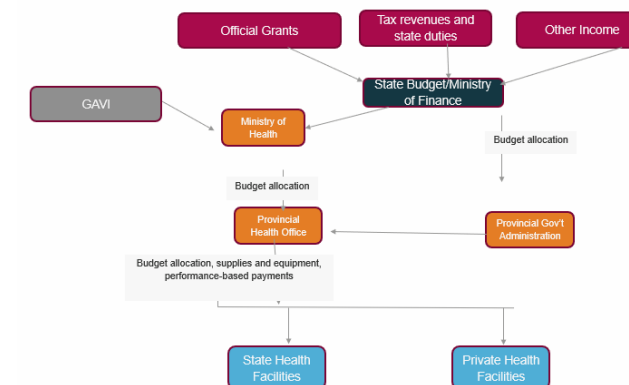 Official Grants
Tax revenues and
state duties
Other Income
State Budget/Ministry
of Finance
GAVI
Ministry of
Health
Budget allocation
Budget allocation
Provincial
Health Office
Provincial Gov't
Administration
Budget allocation, supplies and equipment,
performance-based payments
State Health
Facilities
Private Health
Facilities